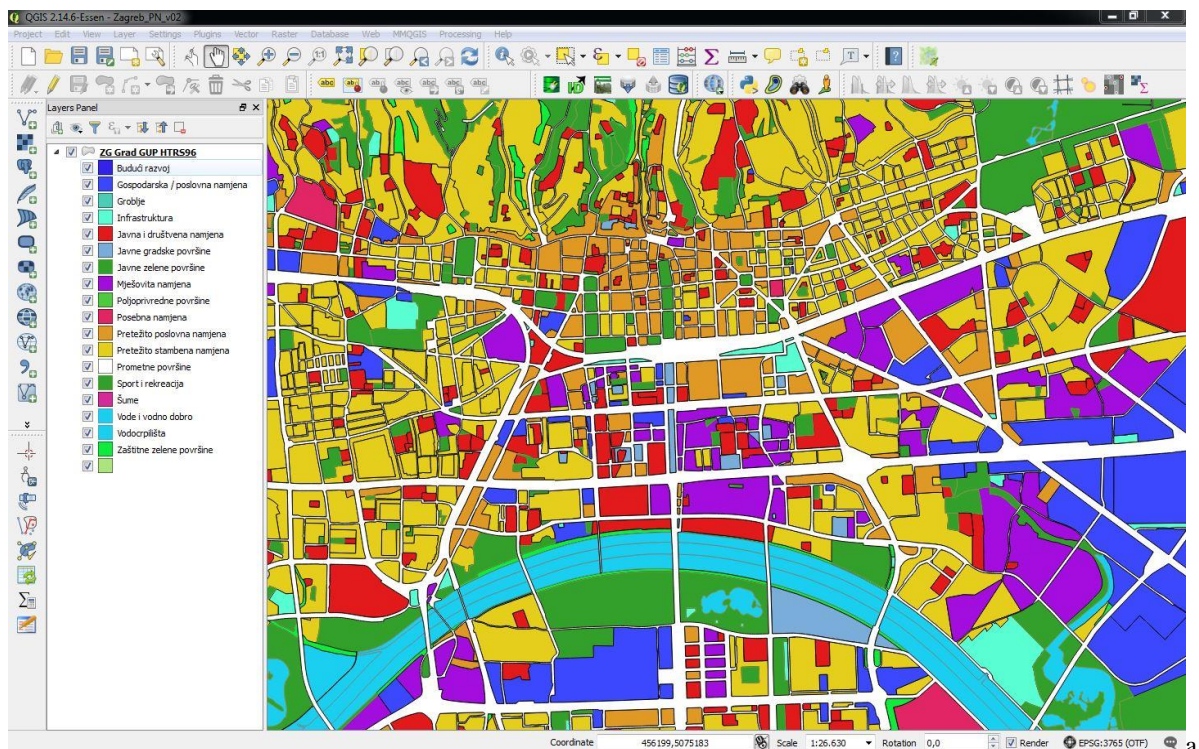 QGIS 2.14.6-Essen - Zagreb_PN_v02
Project Edit View Layer Settings Plugins Vector Raster Database Web MMQGIS Processing Help
Layers Panel
ZG Grad GUP HTRS96
Budući razvoj
Gospodarska / poslovna namjena
Groblje
Infrastruktura
Javna i društvena namjena
Javne gradske površine
Javne zelene površine
Mješovita namjena
Poljoprivredne površine
Posebna namjena
Pretežito poslovna namjena
Pretežito stambena namjena
Prometne površine
Sport i rekreacija
Šume
Vode i vodno dobro
Vodocrpilišta
Zaštitne zelene površine
Coordinate 456199,5075183 Scale 1:26.630 Rotation 0,0 Render EPSG:3765 (OTF)
a